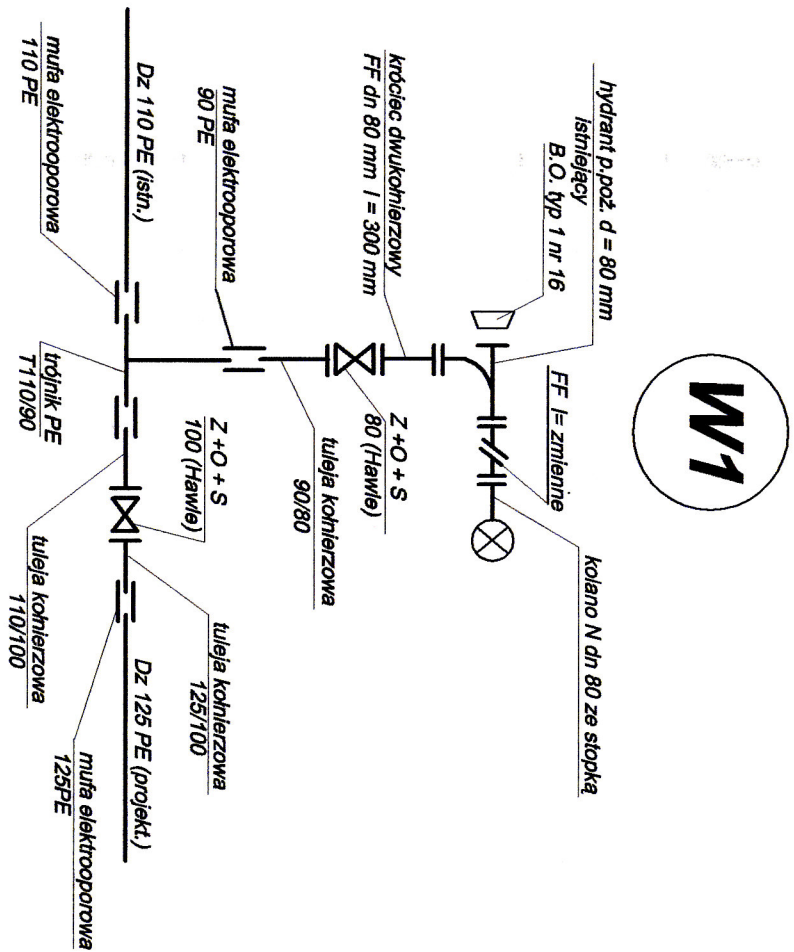 W1
hydrant p.poż. d = 80 mm
istniejący
B.O. typ 1 nr 16
FF l= zmienne
kolano N dn 80 ze stopką
króciec dwukołnierzowy
FF dn 80 mm l = 300 mm
Z+O + S
80 (Hawle)
mufa elektrooporowa
90 PE
tuleja kołnierzowa
90/80
Dz 110 PE (istn.)
mufa elektrooporowa
110 PE
trójnik PE
T110/90
Z+O + S
100 (Hawle)
tuleja kołnierzowa
110/100
tuleja kołnierzowa
125/100
Dz 125 PE (projekt.)
mufa elektrooporowa
125PE